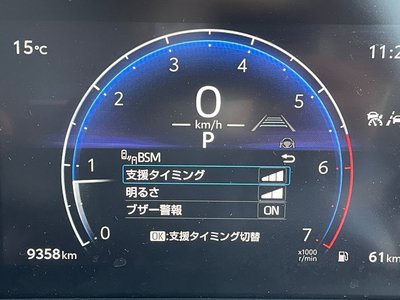 15℃
11:2
0
km/h
P
0
1
2
3
4
5
6
7
x1000
r/min
BSM
支援タイミング
明るさ
ブザー警報 ON
OK:支援タイミング切替
9358km
61km